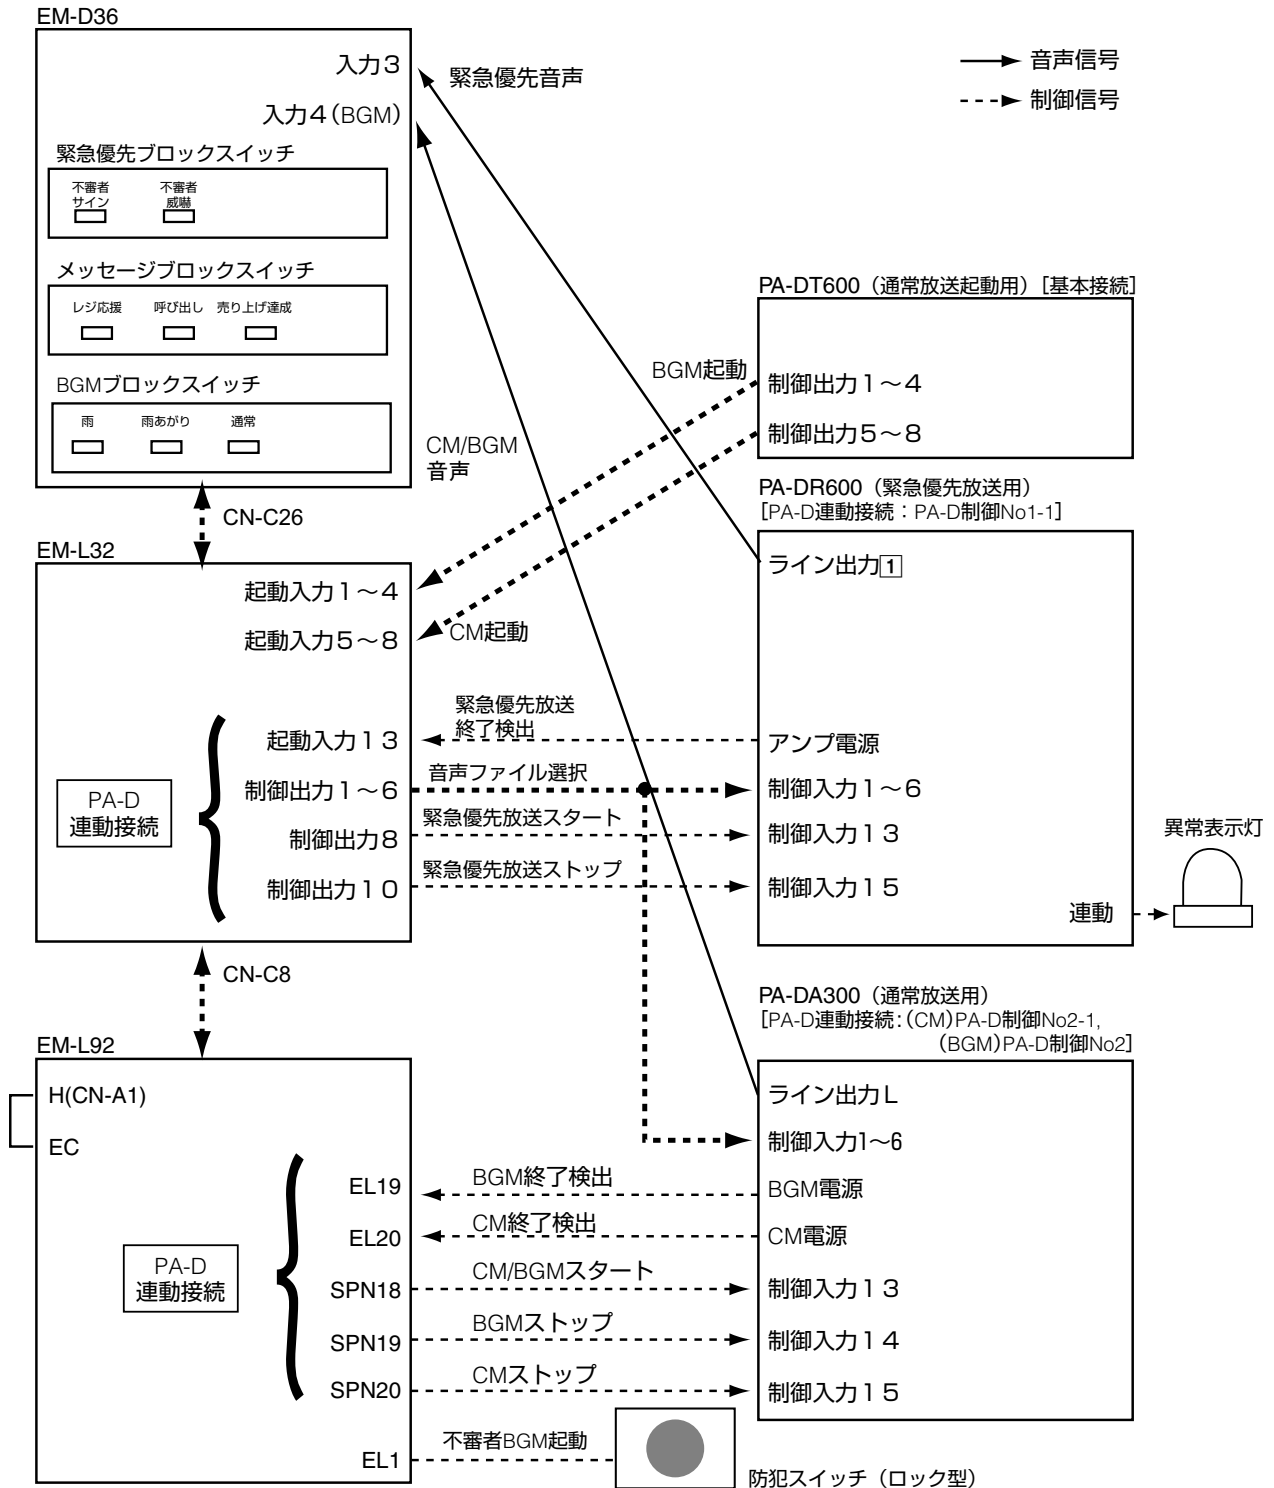 EM-D36
入力3
入力4(BGM)
緊急優先ブロックスイッチ
不審者
サイン
不審者
威嚇
メッセージブロックスイッチ
レジ応援
呼び出し
売り上げ達成
BGMブロックスイッチ
雨
雨あがり
通常
緊急優先音声
音声信号
制御信号
CM/BGM
音声
PA-DT600(通常放送起動用)[基本接続]
BGM起動
制御出力1〜4
制御出力5〜8
CM起動
CN-C26
EM-L32
起動入力1〜4
起動入力5〜8
起動入力13
制御出力1〜6
制御出力8
制御出力10
PA-D
連動接続
緊急優先放送
終了検出
音声ファイル選択
緊急優先放送スタート
緊急優先放送ストップ
PA-DR600(緊急優先放送用)
[PA-D連動接続:PA-D制御No1-1]
ライン出力1
アンプ電源
制御入力1〜6
制御入力13
制御入力15
連動
異常表示灯
CN-C8
EM-L92
H(CN-A1)
EC
PA-D
連動接続
EL19
EL20
SPN18
SPN19
SPN20
EL1
BGM終了検出
CM終了検出
CM/BGMスタート
BGMストップ
CMストップ
不審者BGM起動
PA-DA300(通常放送用)
[PA-D連動接続:(CM)PA-D制御No2-1,
(BGM)PA-D制御No2]
ライン出力L
制御入力1〜6
BGM電源
CM電源
制御入力13
制御入力14
制御入力15
防犯スイッチ(ロック型)